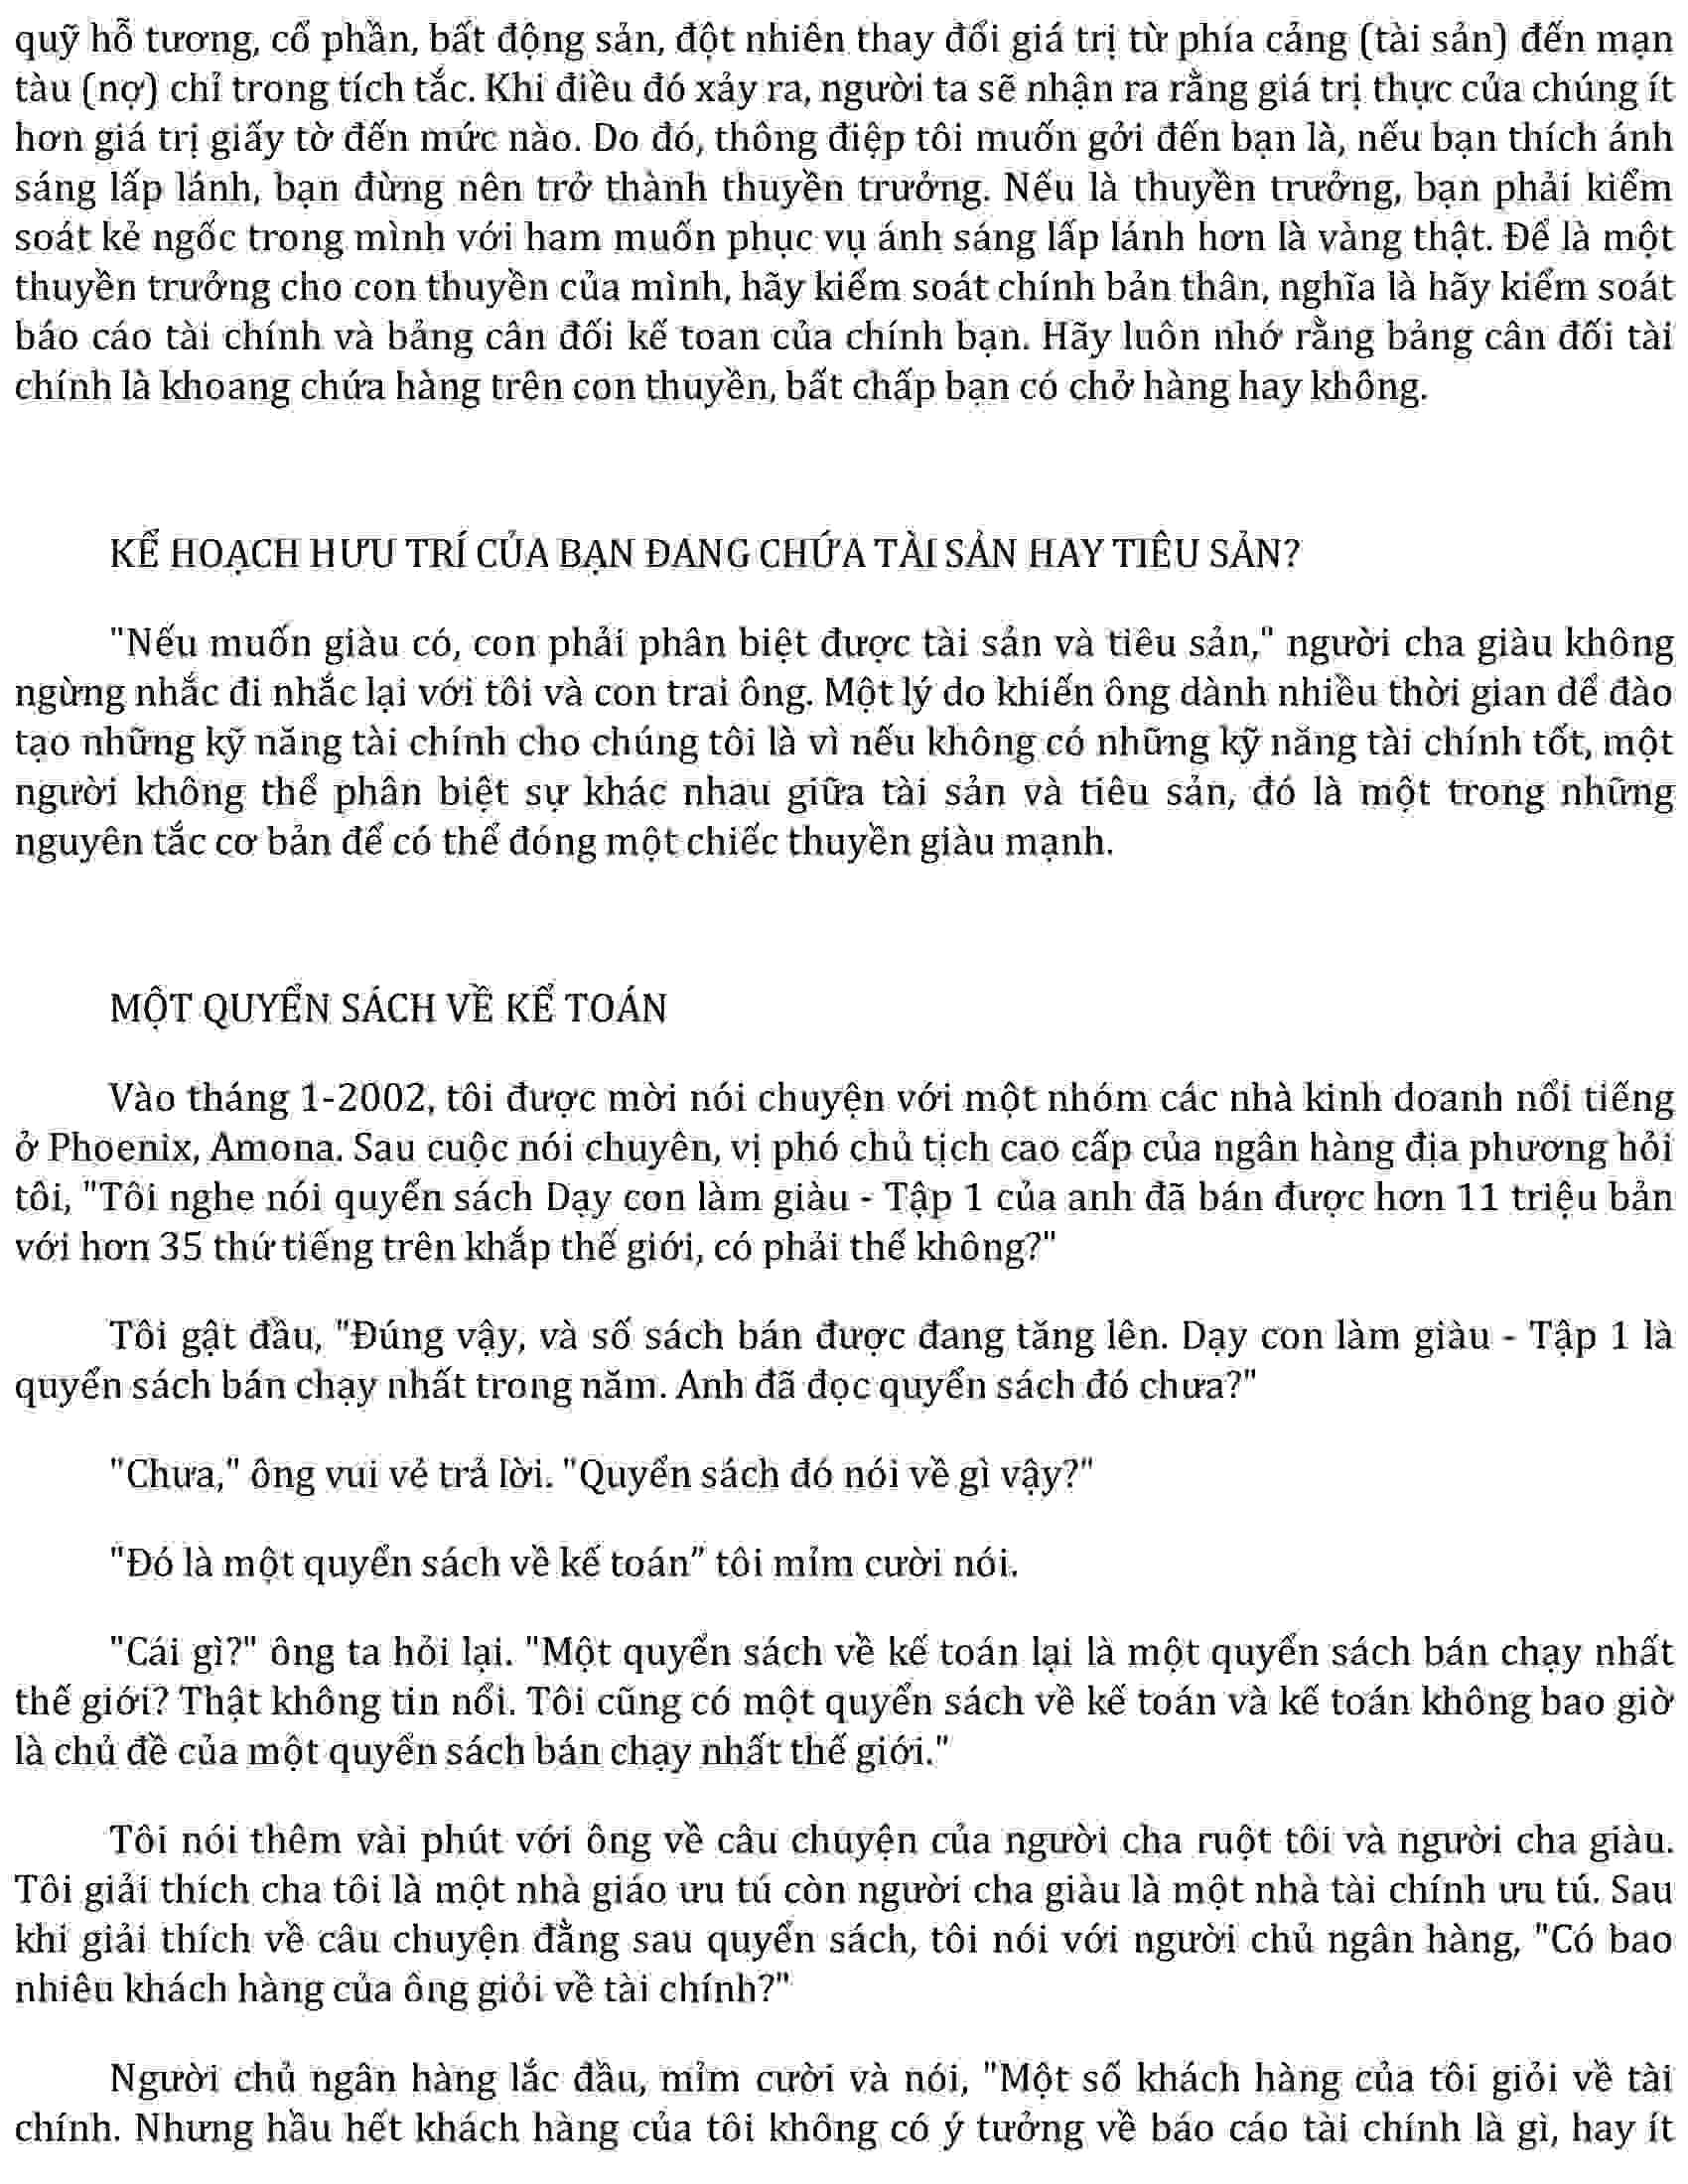 quỹ hỗ tương, cổ phần, bất động sản, đột nhiên thay đổi giá trị từ phía cảng (tài sản) đến mạn
tàu (nợ) chỉ trong tích tắc. Khi điều đó xảy ra, người ta sẽ nhận ra rằng giá trị thực của chúng ít
hơn giá trị giấy tờ đến mức nào. Do đó, thông điệp tôi muốn gởi đến bạn là, nếu bạn thích ánh
sáng lấp lánh, bạn đừng nên trở thành thuyền trưởng. Nếu là thuyền trưởng, bạn phải kiểm
soát kẻ ngốc trong mình với ham muốn phục vụ ánh sáng lấp lánh hơn là vàng thật. Để là một
thuyền trưởng cho con thuyền của mình, hãy kiểm soát chính bản thân, nghĩa là hãy kiểm soát
báo cáo tài chính và bảng cân đối kế toan của chính bạn. Hãy luôn nhớ rằng bảng cân đối tài
chính là khoang chứa hàng trên con thuyền, bất chấp bạn có chở hàng hay không.
KẾ HOẠCH HƯU TRÍ CỦA BẠN ĐANG CHỨA TÀI SẢN HAY TIÊU SẢN?
"Nếu muốn giàu có, con phải phân biệt được tài sản và tiêu sản," người cha giàu không
ngừng nhắc đi nhắc lại với tôi và con trai ông. Một lý do khiến ông dành nhiều thời gian dể đào
tạo những kỹ năng tài chính cho chúng tôi là vì nếu không có những kỹ năng tài chính tốt, một
người không thể phân biệt sự khác nhau giữa tài sản và tiêu sản, đó là một trong những
nguyên tắc cơ bản để có thể đóng một chiếc thuyền giàu mạnh.
MỘT QUYỂN SÁCH VỀ KẾ TOÁN
Vào tháng 1-2002, tôi được mời nói chuyện với một nhóm các nhà kinh doanh nổi tiếng
ở Phoenix, Amona. Sau cuộc nói chuyên, vị phó chủ tịch cao cấp của ngân hàng địa phương hỏi
tôi, "Tôi nghe nói quyển sách Dạy con làm giàu - Tập 1 của anh đã bán được hơn 11 triệu bản
với hơn 35 thứ tiếng trên khắp thế giới, có phải thế không?"
Tôi gật đầu, "Đúng vậy, và số sách bán được đang tăng lên. Dạy con làm giàu - Tập 1 là
quyển sách bán chạy nhất trong năm. Anh đã đọc quyển sách đó chưa?"
"Chưa," ông vui vẻ trả lời. "Quyển sách đó nói về gì vậy?"
"Đó là một quyển sách về kế toán” tôi mỉm cười nói.
"Cái gì?" ông ta hỏi lại. "Một quyển sách về kế toán lại là một quyển sách bán chạy nhất
thế giới? Thật không tin nổi. Tôi cũng có một quyển sách về kế toán và kế toán không bao giờ
là chủ đề của một quyển sách bán chạy nhất thế giới."
Tôi nói thêm vài phút với ông về câu chuyện của người cha ruột tôi và người cha giàu.
Tôi giải thích cha tôi là một nhà giáo ưu tú còn người cha giàu là một nhà tài chính ưu tú. Sau
khi giải thích về câu chuyện đằng sau quyển sách, tôi nói với người chủ ngân hàng, "Có bao
nhiêu khách hàng của ông giỏi về tài chính?"
Người chủ ngân hàng lắc đầu, mỉm cười và nói, "Một số khách hàng của tôi giỏi về tài
chính. Nhưng hầu hết khách hàng của tôi không có ý tưởng về báo cáo tài chính là gì, hay ít